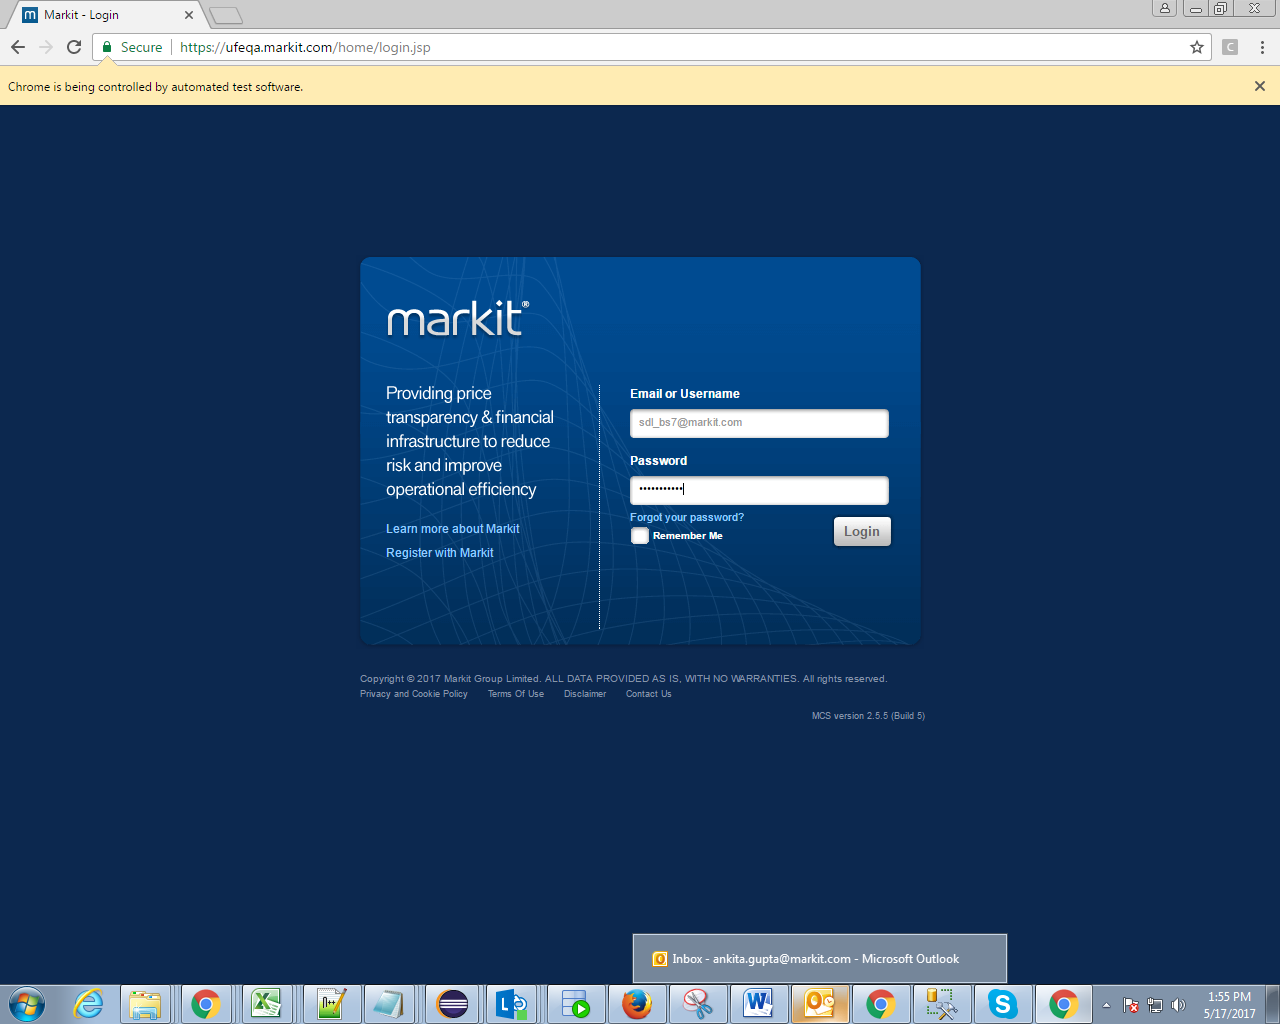 Markit - Login
Secure
https://ufeqa.markit.com/home/login.jsp
C
Chrome is being controlled by automated test software.
markit®
Providing price
transparency & financial
infrastructure to reduce
risk and improve
operational efficiency
Learn more about Markit
Register with Markit
Email or Username
sdl_bs7@markit.com
Password
•••••••••••
Forgot your password?
Remember Me
Login
Copyright © 2017 Markit Group Limited. ALL DATA PROVIDED AS IS, WITH NO WARRANTIES. All rights reserved.
Privacy and Cookie Policy Terms Of Use Disclaimer Contact Us
MCS version 2.5.5 (Build 5)
Inbox - ankita.gupta@markit.com - Microsoft Outlook
1:55 PM
5/17/2017